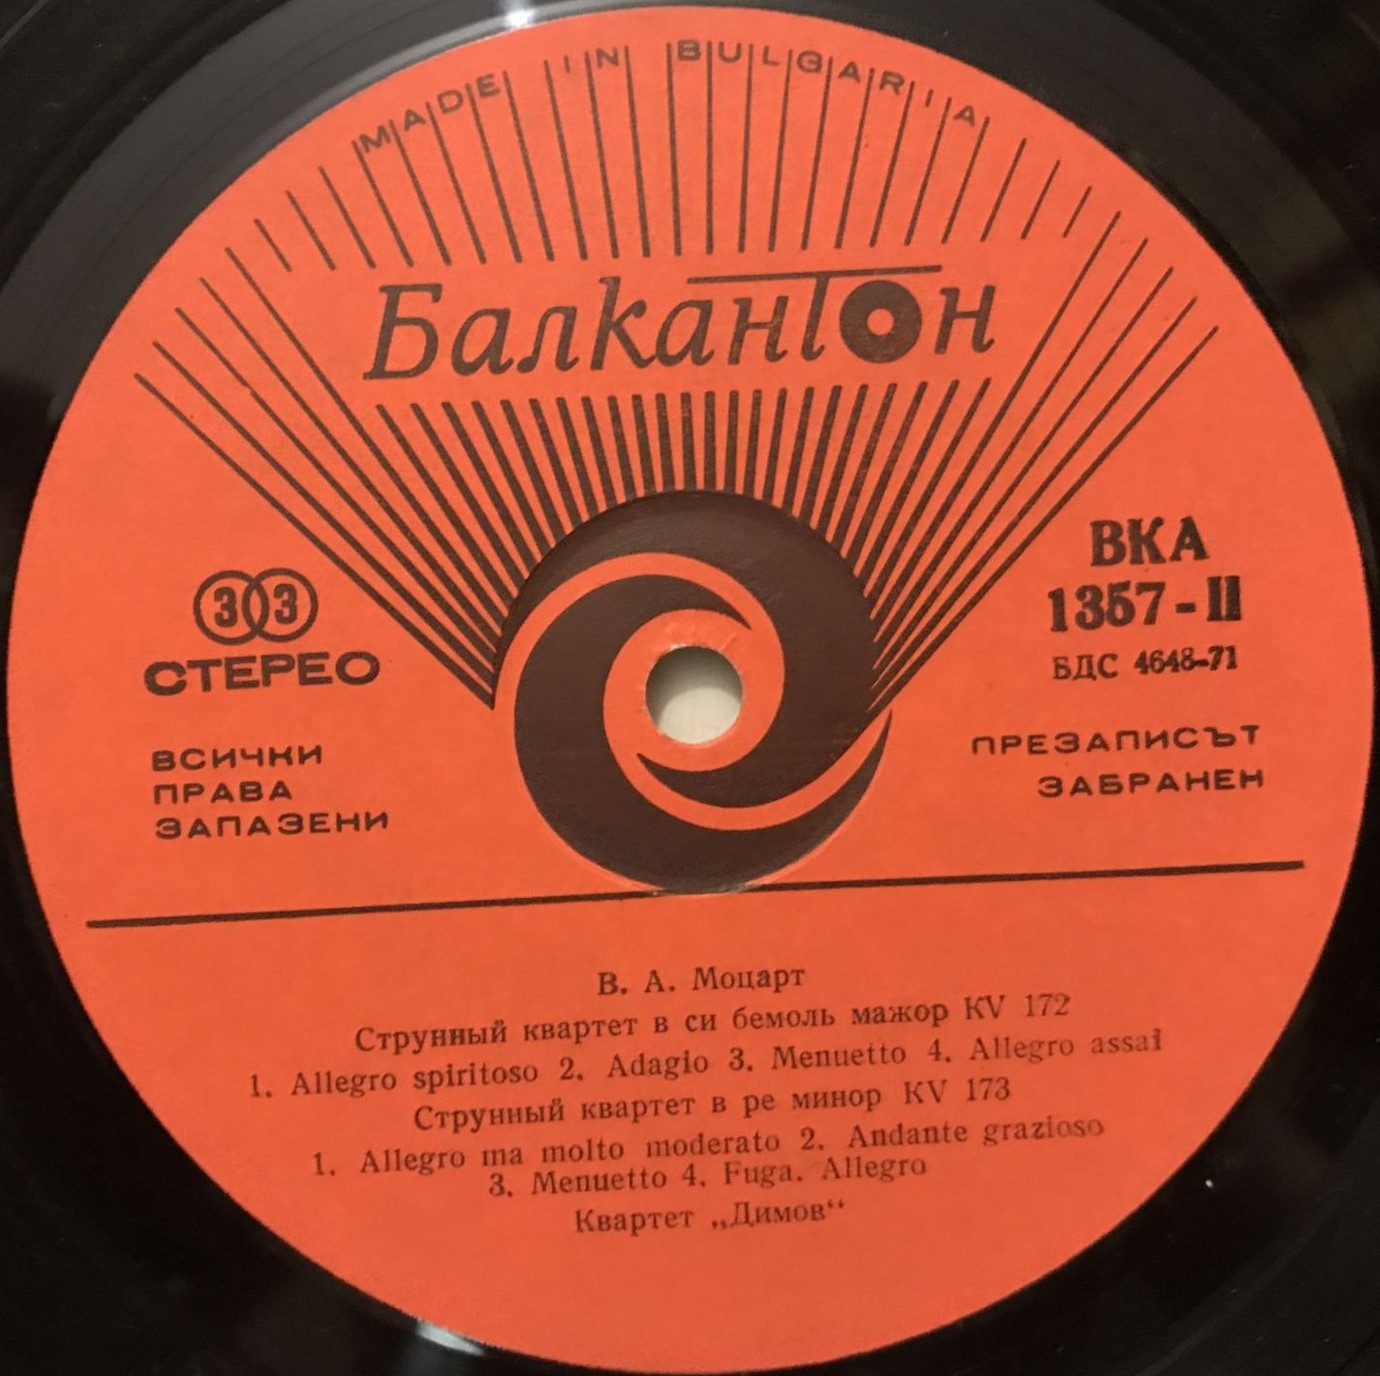 MADE IN BULGARIA
Балкантон
33
СТЕРЕО
ВСИЧКИ
ПРАВА
ЗАПАЗЕНИ
ВКА
1357-II
БДС 4648-71
ПРЕЗАПИСЪТ
ЗАБРАНЕН
В. А. Моцарт
Струнный квартет в си бемоль мажор KV 172
1. Allegro spiritoso 2. Adagio 3. Menuetto 4. Allegro assai
Струнный квартет в ре минор KV 173
1. Allegro ma molto moderato 2. Andante grazioso
3. Menuetto 4. Fuga. Allegro
Квартет „Димов“